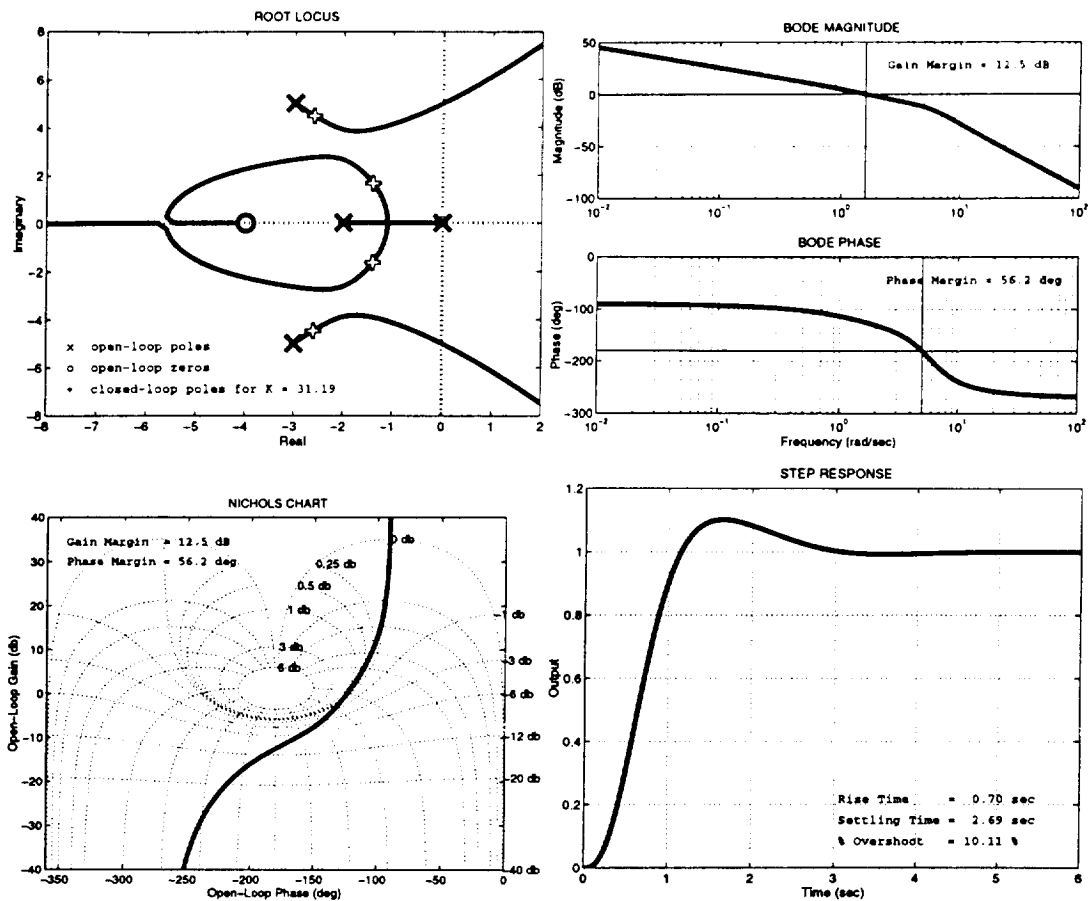 ROOT LOCUS
8
6
4
2
0
-2
-4
-6
-8
Imaginary
× open-loop poles
o open-loop zeros
+ closed-loop poles for K = 31.19
-8 -7 -6 -5 -4 -3 -2 -1 0 1 2
Real
BODE MAGNITUDE
50
0
-50
-100
Magnitude (dB)
Gain Margin = 12.5 dB
10^-2 10^-1 10^0 10^1 10^2
BODE PHASE
0
-100
-200
-300
Phase (deg)
Phase Margin = 56.2 deg
10^-2 10^-1 10^0 10^1 10^2
Frequency (rad/sec)
NICHOLS CHART
40
30
20
10
0
-10
-20
-30
-40
Open-Loop Gain (db)
Gain Margin = 12.5 dB
Phase Margin = 56.2 deg
0 db
0.25 db
0.5 db
1 db
3 db
6 db
-1 db
-3 db
-6 db
-12 db
-20 db
-40 db
-350 -300 -250 -200 -150 -100 -50 0
Open-Loop Phase (deg)
STEP RESPONSE
1.2
1
0.8
0.6
0.4
0.2
0
Output
Rise Time = 0.70 sec
Settling Time = 2.69 sec
% Overshoot = 10.11 %
0 1 2 3 4 5 6
Time (sec)